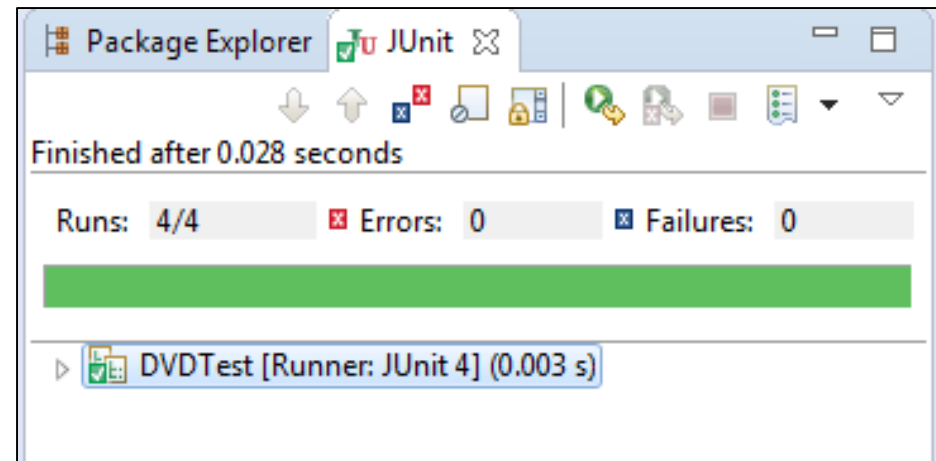 Package Explorer JU JUnit
Finished after 0.028 seconds
Runs: 4/4 x Errors: 0 x Failures: 0
DVDTest [Runner: JUnit 4] (0.003 s)